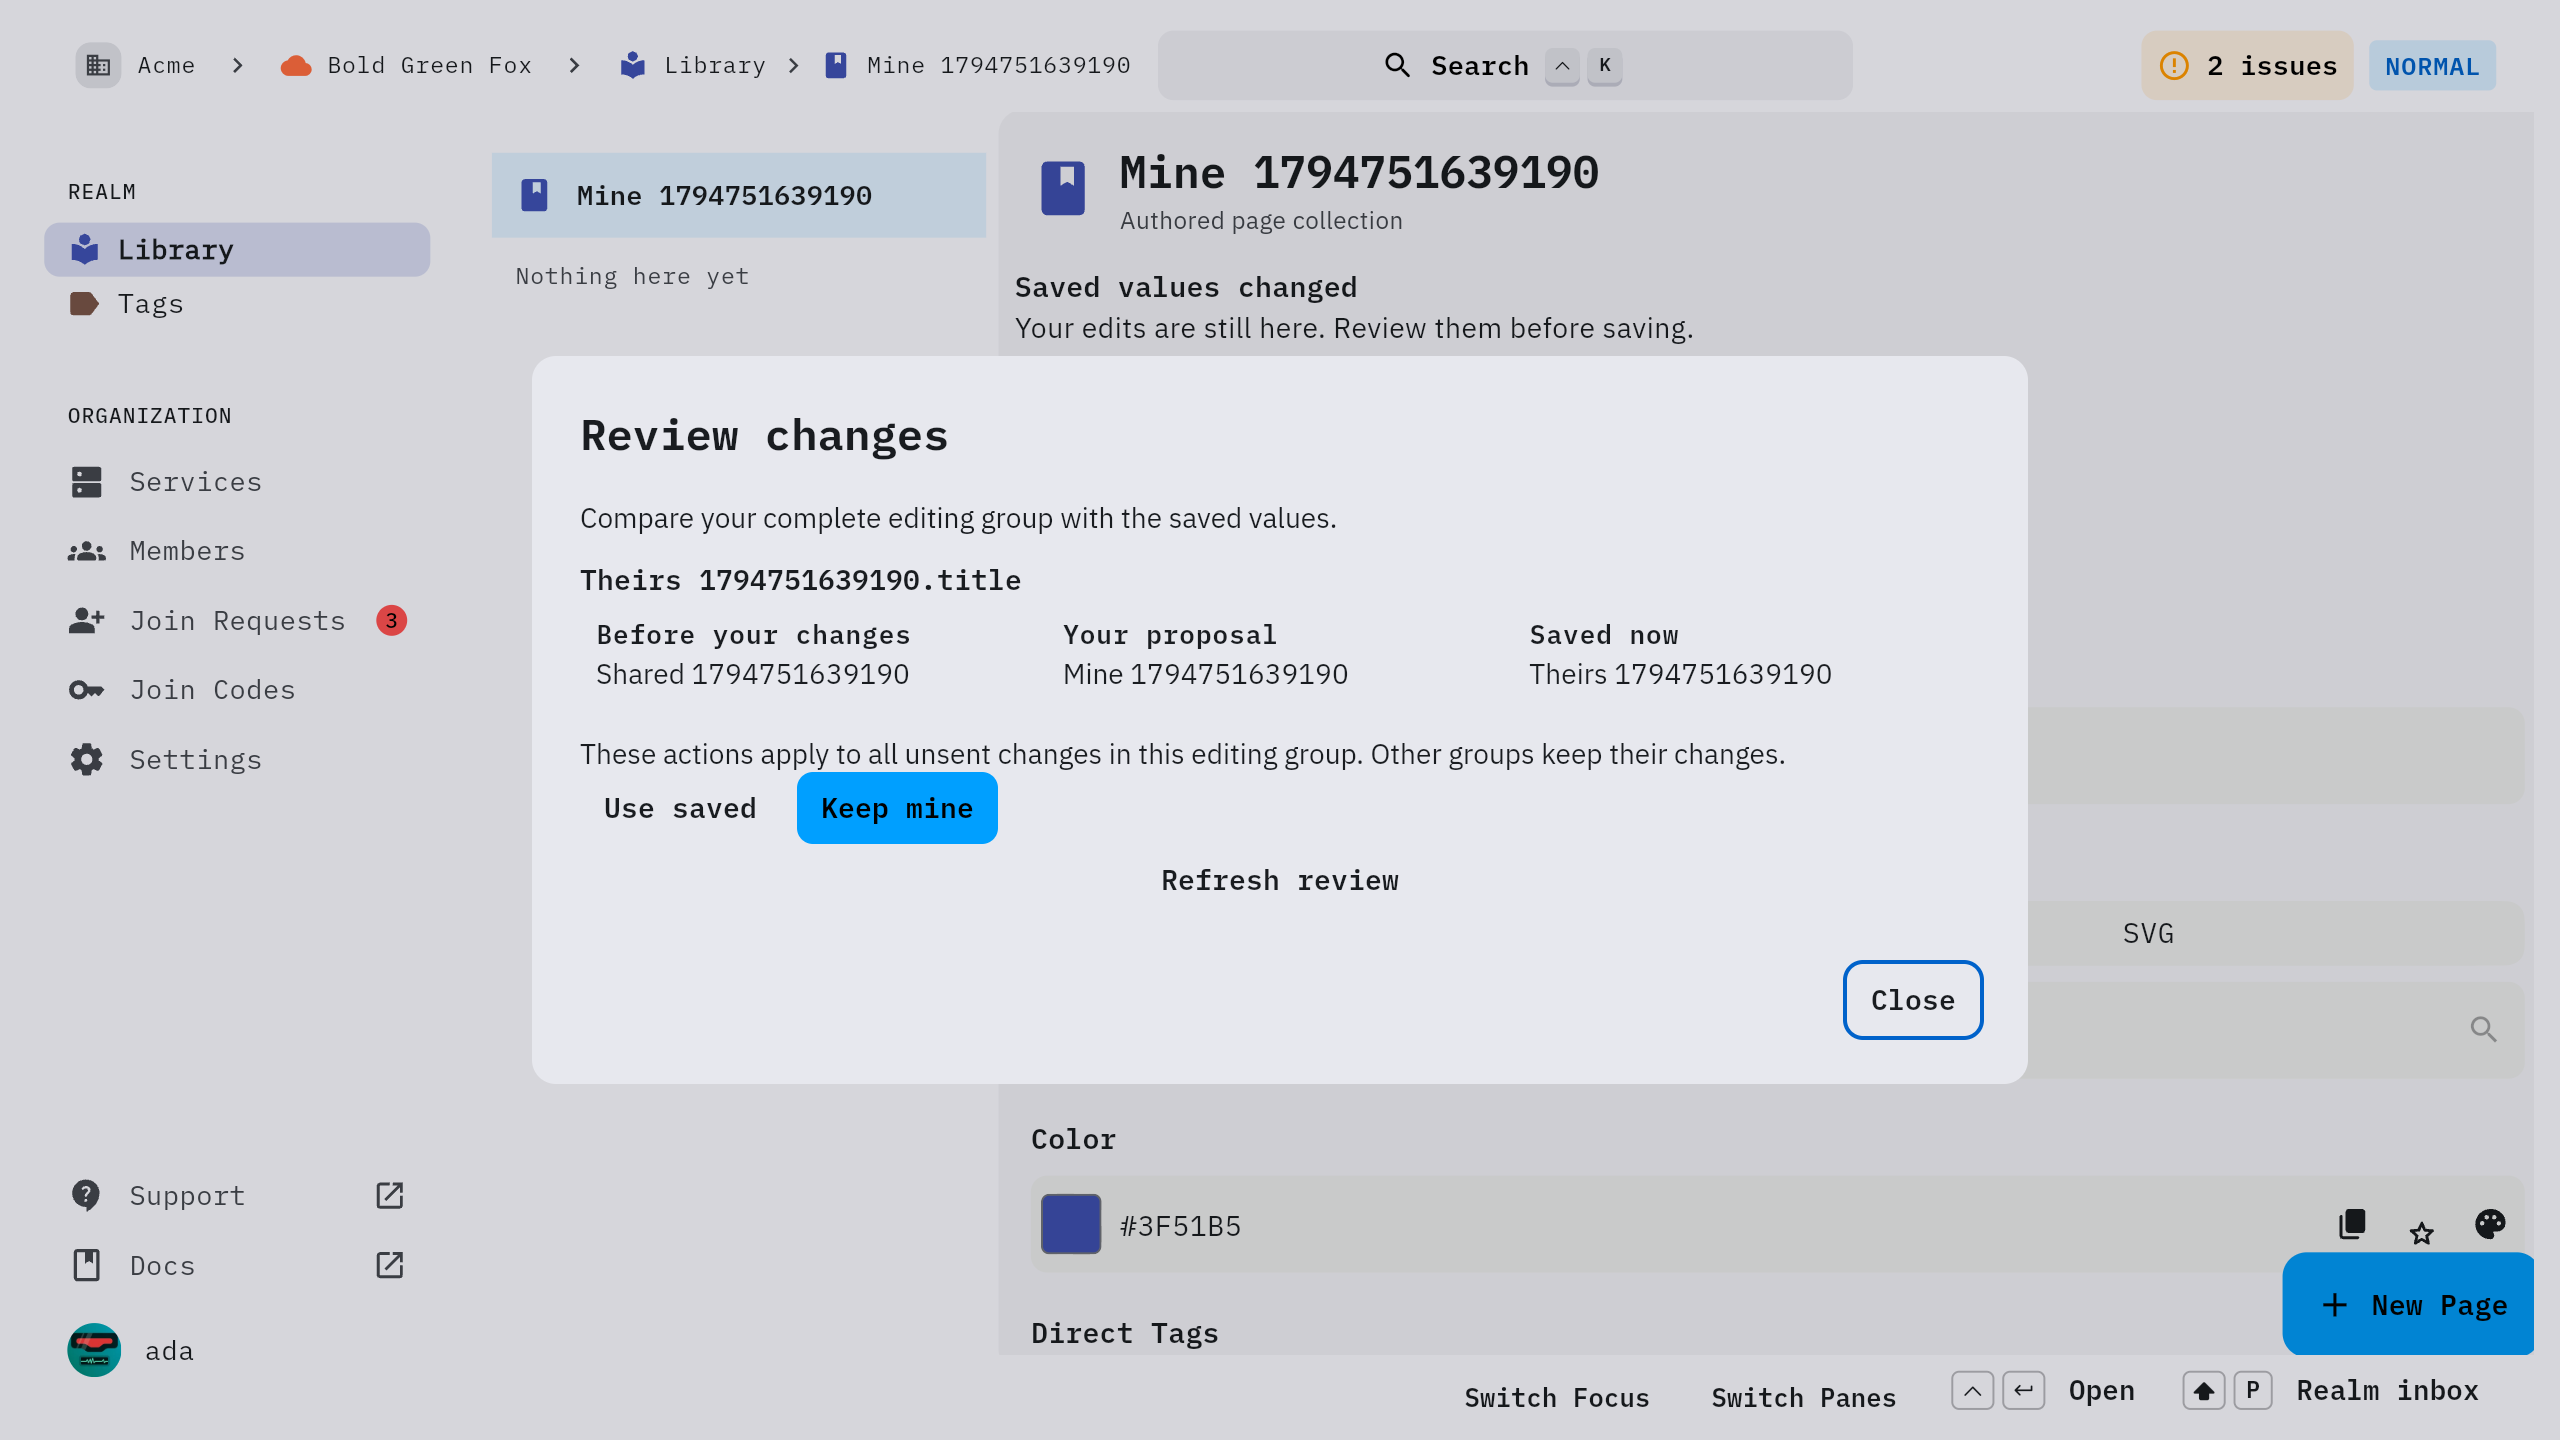 Acme
Bold Green Fox
Library
Mine 1794751639190
Search
K
2 issues
NORMAL
REALM
Library
Tags
ORGANIZATION
Services
Members
Join Requests 3
Join Codes
Settings
Support
Docs
ada
Mine 1794751639190
Nothing here yet
Mine 1794751639190
Authored page collection
Saved values changed
Your edits are still here. Review them before saving.
Review changes
Compare your complete editing group with the saved values.
Theirs 1794751639190.title
Before your changes
Shared 1794751639190
Your proposal
Mine 1794751639190
Saved now
Theirs 1794751639190
These actions apply to all unsent changes in this editing group. Other groups keep their changes.
Use saved
Keep mine
Refresh review
Close
SVG
Color
#3F51B5
New Page
Direct Tags
Switch Focus
Switch Panes
Open
P
Realm inbox